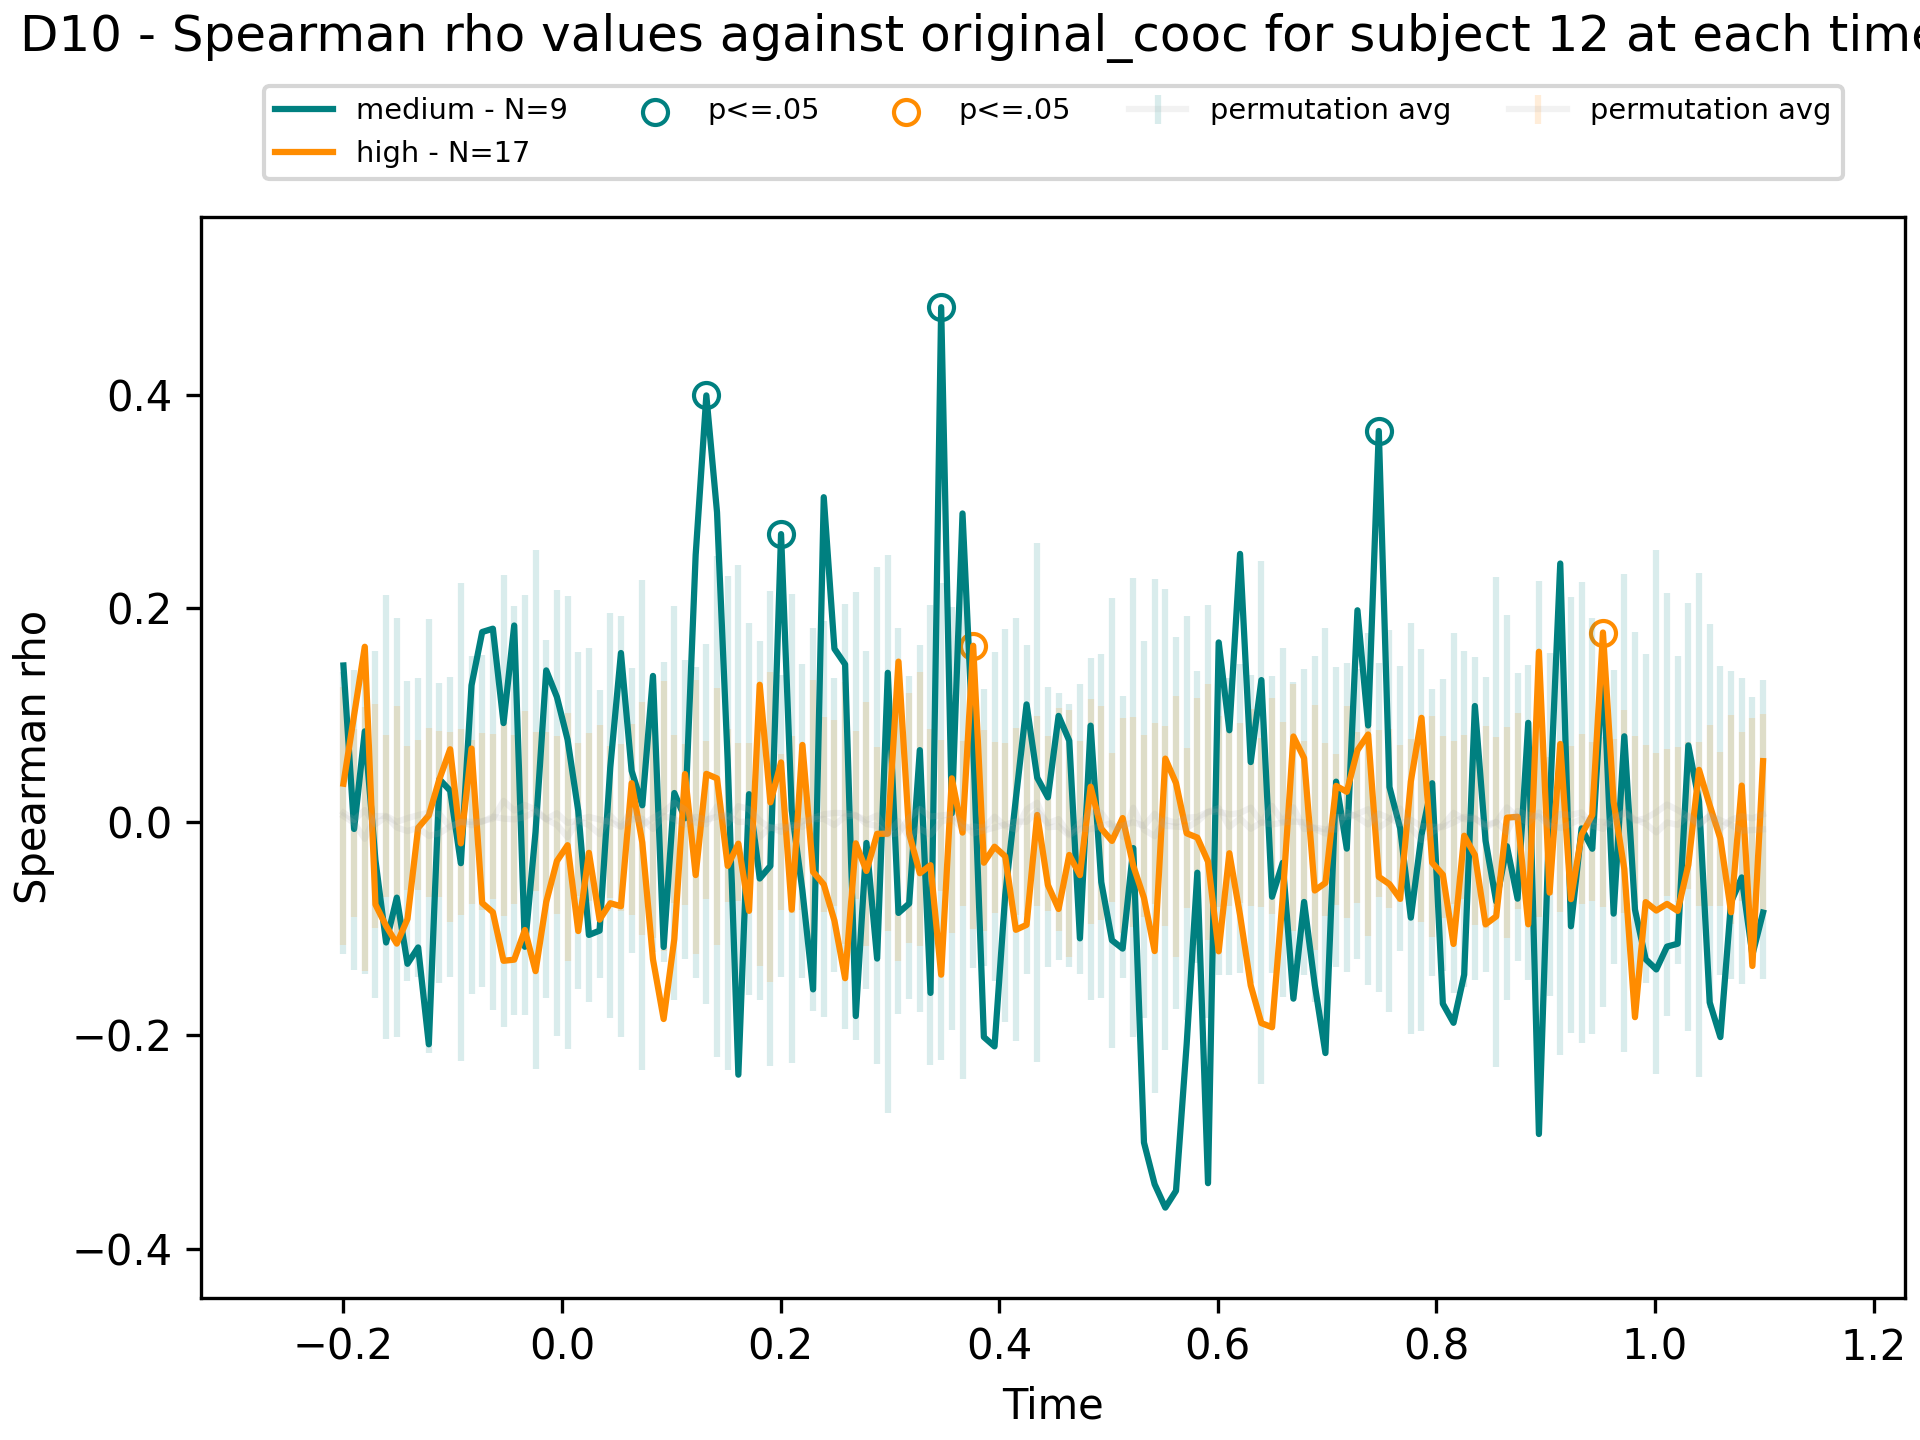 D10 - Spearman rho values against original_cooc for subject 12 at each time
medium - N=9
high - N=17
p<=.05
p<=.05
permutation avg
permutation avg
Spearman rho
0.4
0.2
0.0
−0.2
−0.4
−0.2 0.0 0.2 0.4 0.6 0.8 1.0 1.2
Time